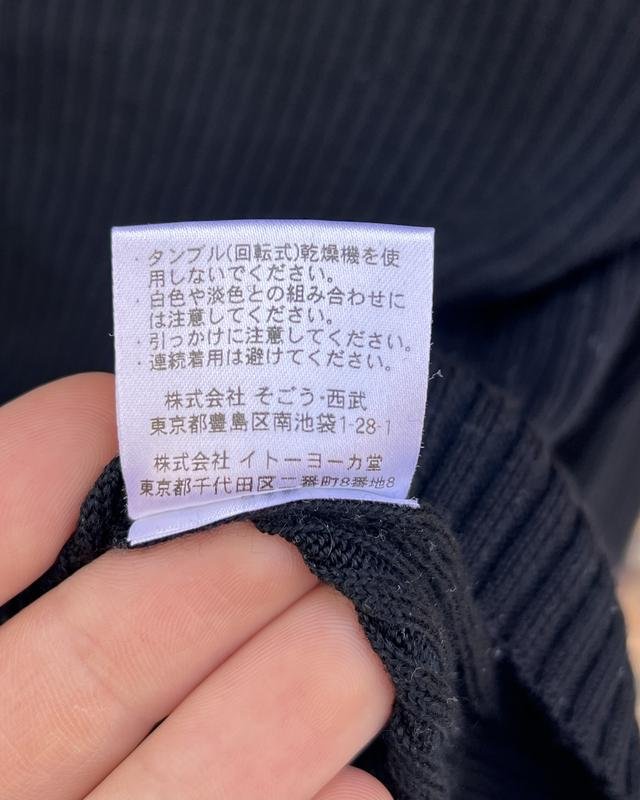 ・タンブル(回転式)乾燥機を使
用しないでください。
・白色や淡色との組み合わせに
は注意してください。
・引っかけに注意してください。
・連続着用は避けてください。
株式会社 そごう・西武
東京都豊島区南池袋1-28-1
株式会社 イトーヨーカ堂
東京都千代田区二番町8番地8